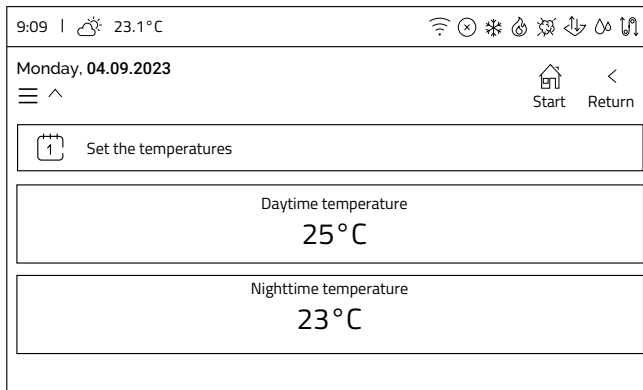 9:09 | 23.1°C
Monday, 04.09.2023
Start Return
1 Set the temperatures
Daytime temperature
25°C
Nighttime temperature
23°C